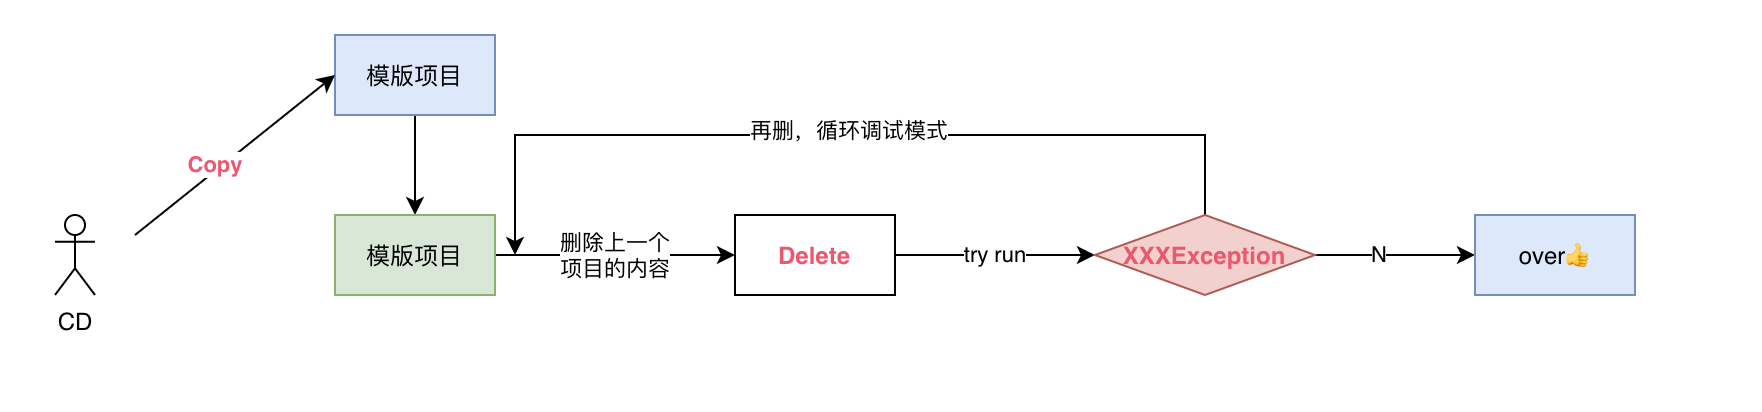 模版项目
再删，循环调试模式
Copy
模版项目
删除上一个
项目的内容
Delete
try run
XXXException
N
over👍
CD